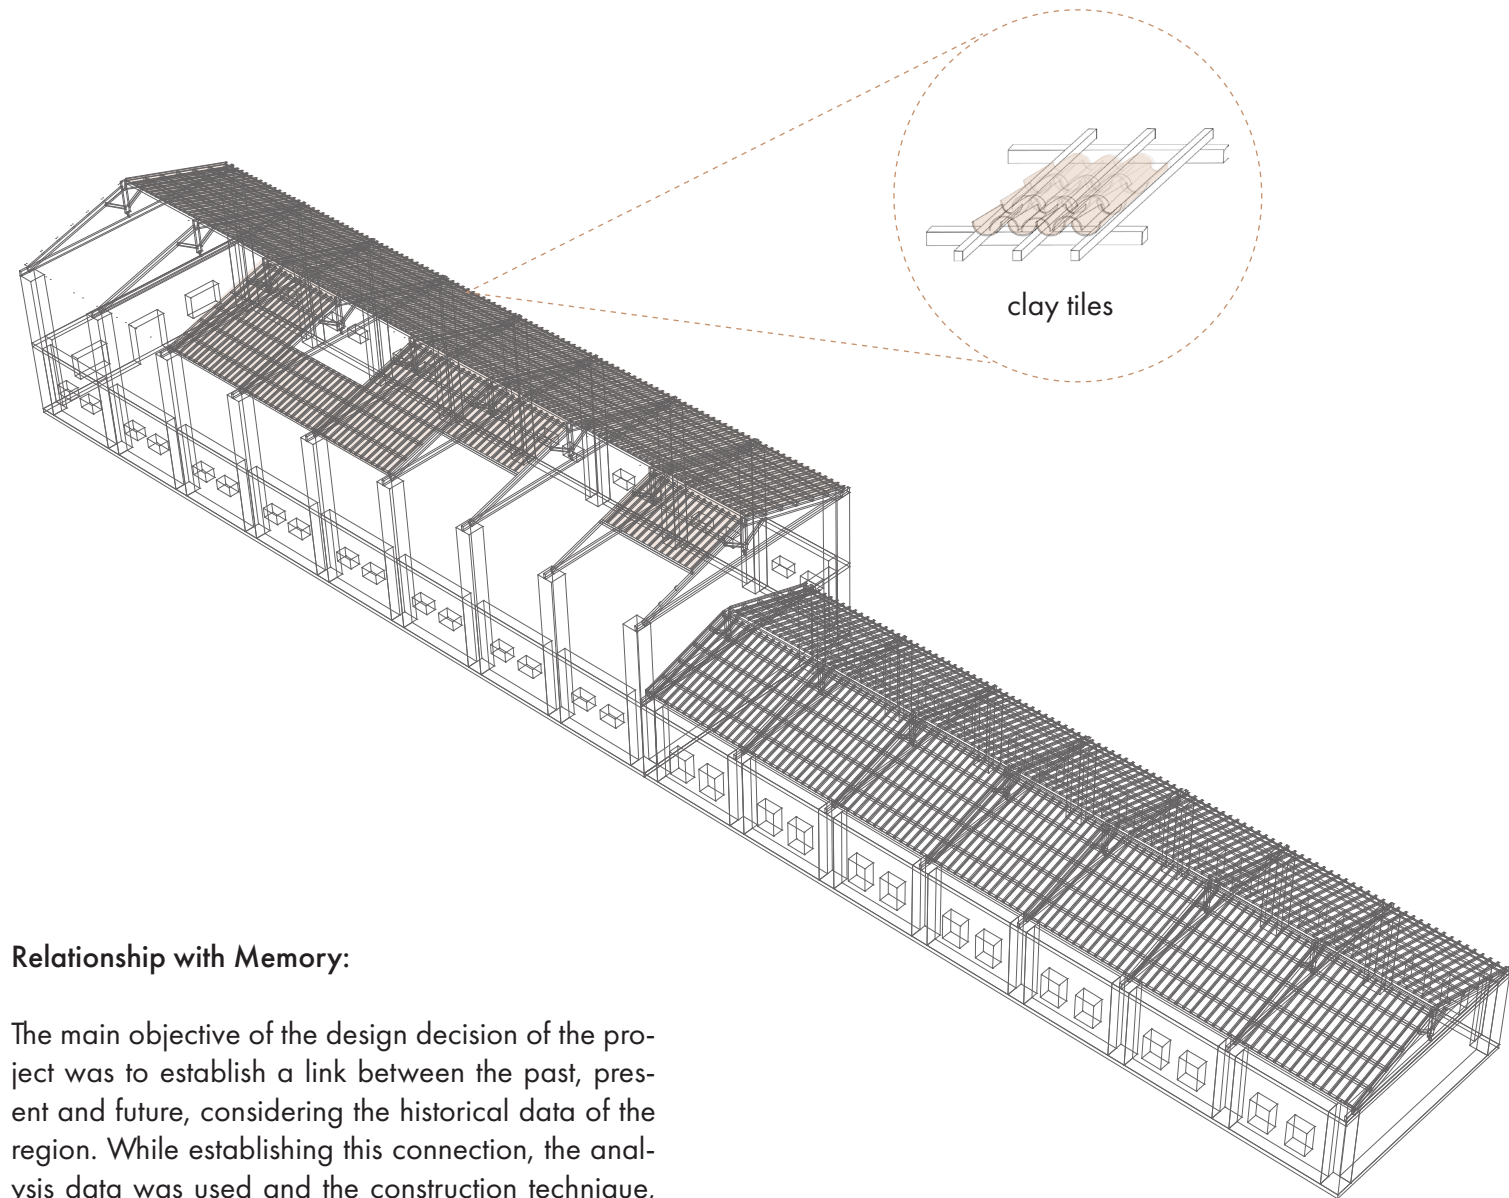 clay tiles
Relationship with Memory:
The main objective of the design decision of the pro-
ject was to establish a link between the past, pres-
ent and future, considering the historical data of the
region. While establishing this connection, the anal-
ysis data was used and the construction technique,